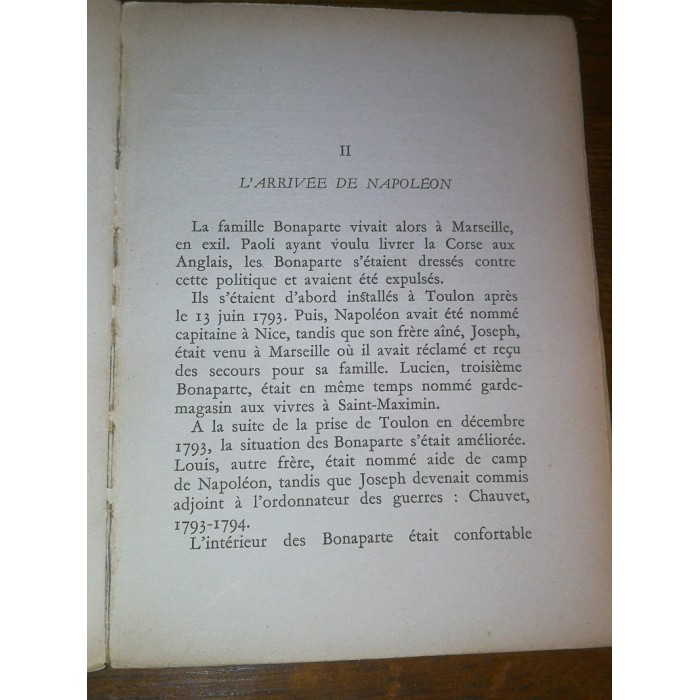 II
L'ARRIVÉE DE NAPOLÉON
La famille Bonaparte vivait alors à Marseille,
en exil. Paoli ayant voulu livrer la Corse aux
Anglais, les Bonaparte s'étaient dressés contre
cette politique et avaient été expulsés.
Ils s'étaient d'abord installés à Toulon après
le 13 juin 1793. Puis, Napoléon avait été nommé
capitaine à Nice, tandis que son frère aîné, Joseph,
était venu à Marseille où il avait réclamé et reçu
des secours pour sa famille. Lucien, troisième
Bonaparte, était en même temps nommé garde-
magasin aux vivres à Saint-Maximin.
A la suite de la prise de Toulon en décembre
1793, la situation des Bonaparte s'était améliorée.
Louis, autre frère, était nommé aide de camp
de Napoléon, tandis que Joseph devenait commis
adjoint à l'ordonnateur des guerres : Chauvet,
1793-1794.
L'intérieur des Bonaparte était confortable